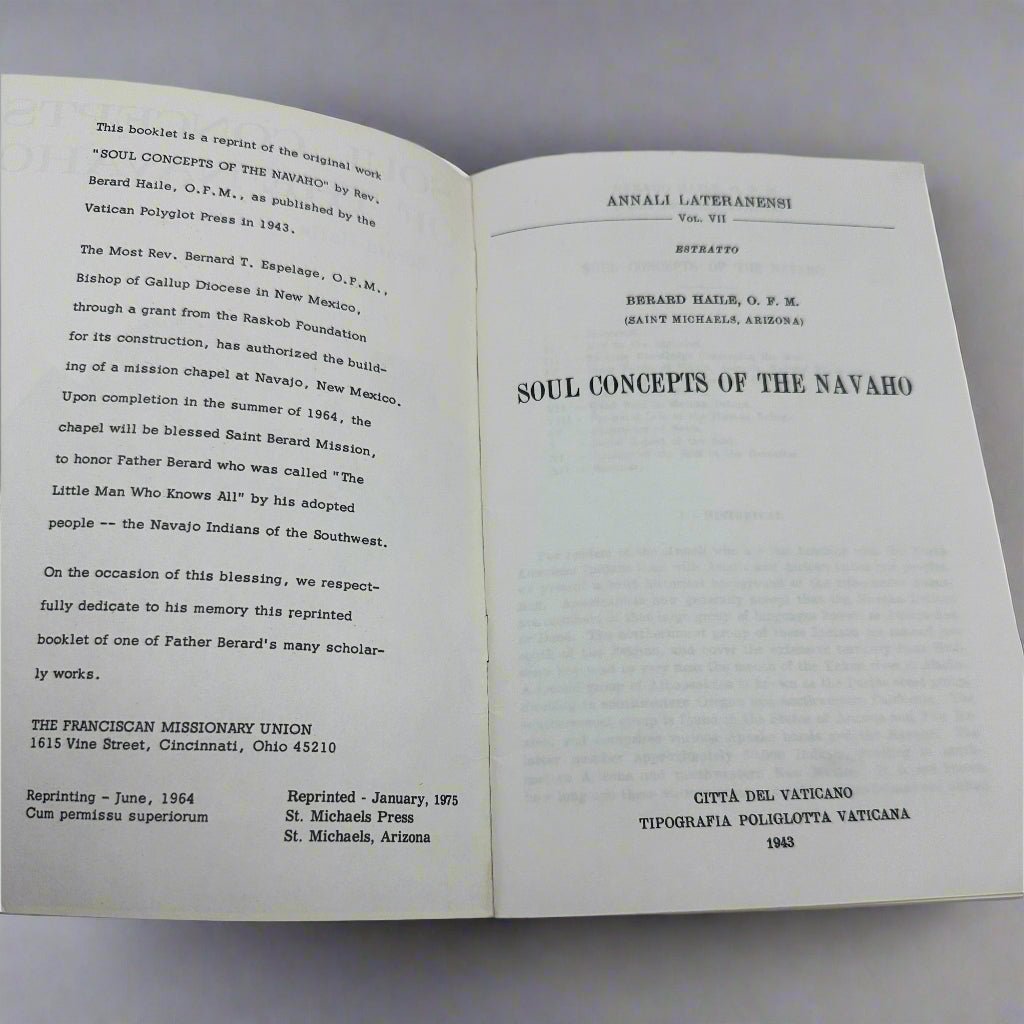 This booklet is a reprint of the original work
"SOUL CONCEPTS OF THE NAVAHO" by Rev.
Berard Haile, O.F.M., as published by the
Vatican Polyglot Press in 1943.
The Most Rev. Bernard T. Espelage, O.F.M.,
Bishop of Gallup Diocese in New Mexico,
through a grant from the Raskob Foundation
for its construction, has authorized the build-
ing of a mission chapel at Navajo, New Mexico.
Upon completion in the summer of 1964, the
chapel will be blessed Saint Berard Mission,
to honor Father Berard who was called "The
Little Man Who Knows All" by his adopted
people -- the Navajo Indians of the Southwest.
On the occasion of this blessing, we respect-
fully dedicate to his memory this reprinted
booklet of one of Father Berard's many scholar-
ly works.
THE FRANCISCAN MISSIONARY UNION
1615 Vine Street, Cincinnati, Ohio 45210
Reprinting - June, 1964
Cum permissu superiorum
Reprinted - January, 1975
St. Michaels Press
St. Michaels, Arizona
ANNALI LATERANENSI
VOL. VII
ESTRATTO
BERARD HAILE, O. F. M.
(SAINT MICHAELS, ARIZONA)
SOUL CONCEPTS OF THE NAVAHO
CITTÀ DEL VATICANO
TIPOGRAFIA POLIGLOTTA VATICANA
1943